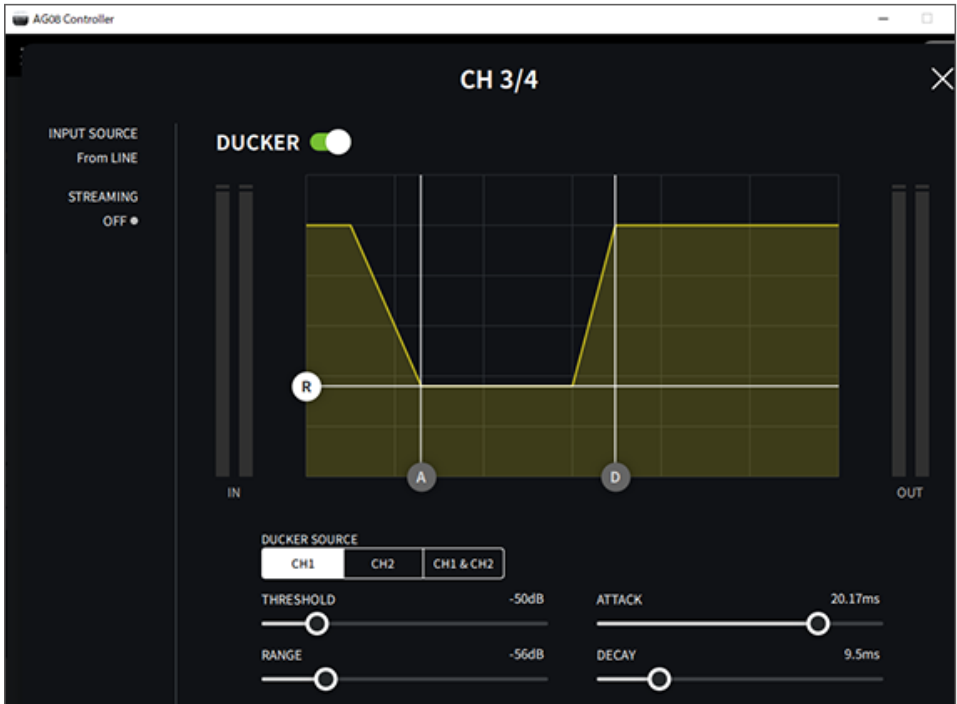 AG08 Controller
CH 3/4
INPUT SOURCE
From LINE
STREAMING
OFF
DUCKER
R
A
D
IN
OUT
DUCKER SOURCE
CH1
CH2
CH1 & CH2
THRESHOLD
-50dB
ATTACK
20.17ms
RANGE
-56dB
DECAY
9.5ms